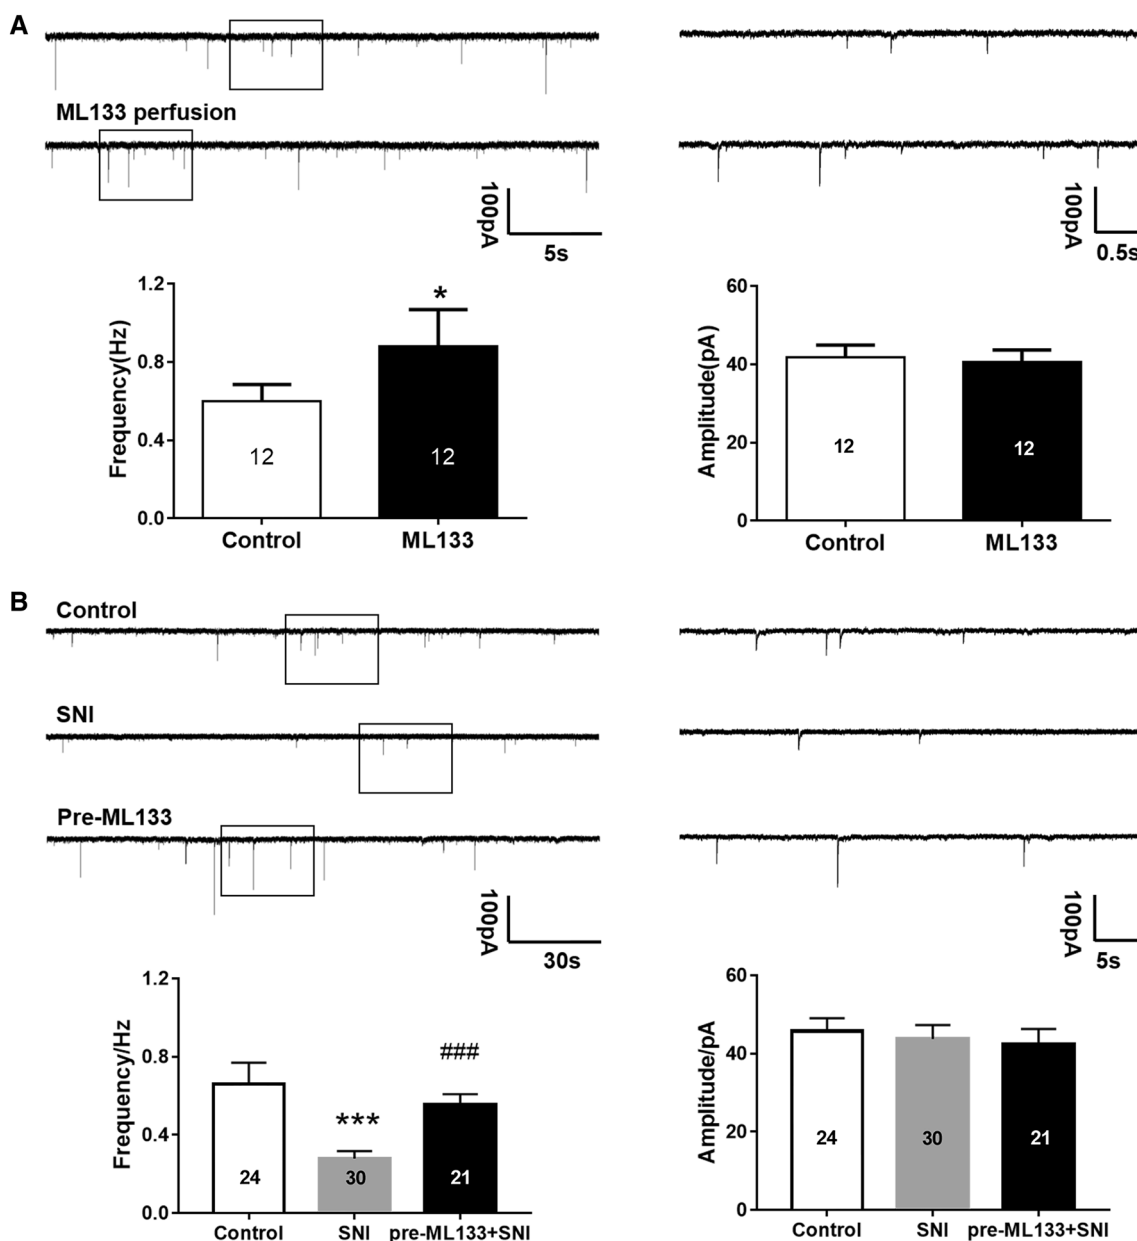 A
ML133 perfusion
100pA
5s
100pA
0.5s
Frequency(Hz)
1.2
0.8
0.4
0.0
*
12
12
Control
ML133
Amplitude(pA)
60
40
20
0
12
12
Control
ML133
B
Control
SNI
Pre-ML133
100pA
30s
100pA
5s
Frequency/Hz
1.2
0.8
0.4
0.0
***
###
24
30
21
Control
SNI
pre-ML133+SNI
Amplitude/pA
60
40
20
0
24
30
21
Control
SNI
pre-ML133+SNI